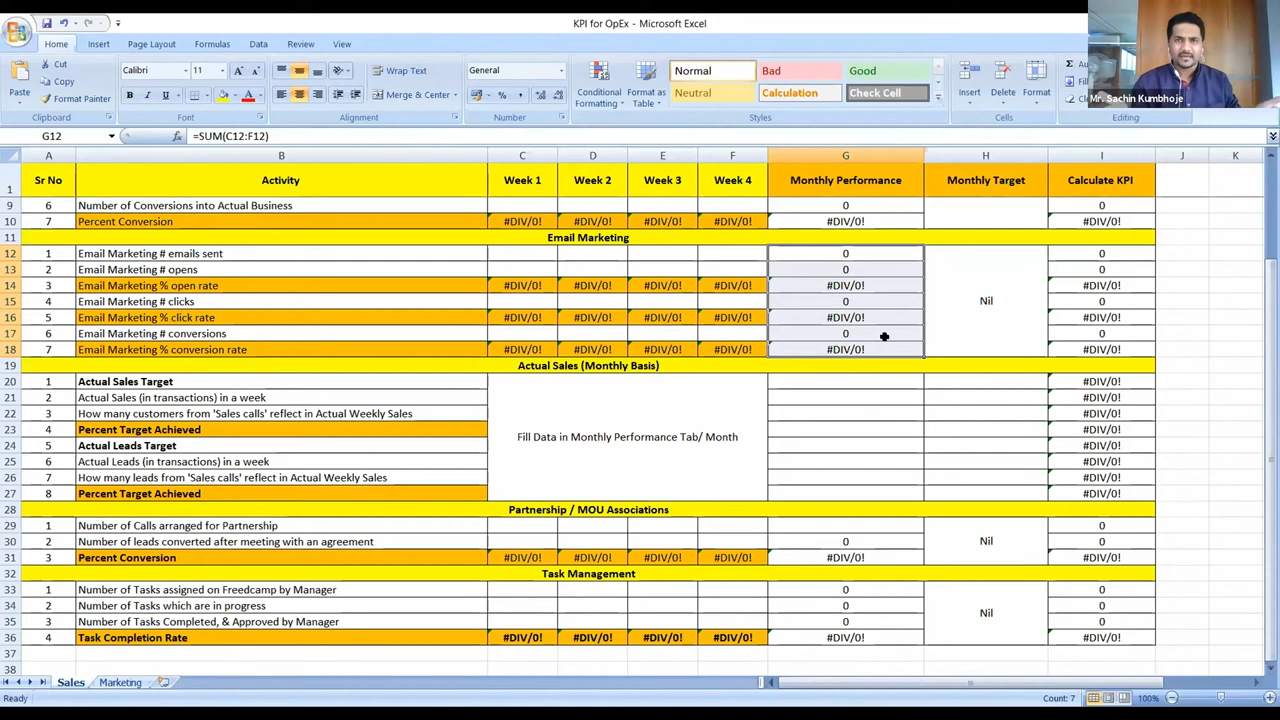 KPI for OpEx - Microsoft Excel
Home Insert Page Layout Formulas Data Review View
Cut
Copy
Format Painter
Paste
Clipboard
Calibri 11
B I U
Font
Wrap Text
Merge & Center
Alignment
General
Number
Conditional Formatting
Format as Table
Normal Bad Good
Neutral Calculation Check Cell
Styles
Insert Delete Format
Cells
Editing
Mr. Sachin Kumbhoje
G12 fx =SUM(C12:F12)
A B C D E F G H I J K
1 Sr No Activity Week 1 Week 2 Week 3 Week 4 Monthly Performance Monthly Target Calculate KPI
9 6 Number of Conversions into Actual Business 0 0
10 7 Percent Conversion #DIV/0! #DIV/0! #DIV/0! #DIV/0! #DIV/0! #DIV/0!
11 Email Marketing
12 1 Email Marketing # emails sent 0 0
13 2 Email Marketing # opens 0 0
14 3 Email Marketing % open rate #DIV/0! #DIV/0! #DIV/0! #DIV/0! #DIV/0! #DIV/0!
15 4 Email Marketing # clicks 0 Nil 0
16 5 Email Marketing % click rate #DIV/0! #DIV/0! #DIV/0! #DIV/0! #DIV/0! #DIV/0!
17 6 Email Marketing # conversions 0 0
18 7 Email Marketing % conversion rate #DIV/0! #DIV/0! #DIV/0! #DIV/0! #DIV/0! #DIV/0!
19 Actual Sales (Monthly Basis)
20 1 Actual Sales Target #DIV/0!
21 2 Actual Sales (in transactions) in a week #DIV/0!
22 3 How many customers from 'Sales calls' reflect in Actual Weekly Sales #DIV/0!
23 4 Percent Target Achieved #DIV/0!
Fill Data in Monthly Performance Tab/ Month
24 5 Actual Leads Target #DIV/0!
25 6 Actual Leads (in transactions) in a week #DIV/0!
26 7 How many leads from 'Sales calls' reflect in Actual Weekly Sales #DIV/0!
27 8 Percent Target Achieved #DIV/0!
28 Partnership / MOU Associations
29 1 Number of Calls arranged for Partnership 0
30 2 Number of leads converted after meeting with an agreement 0 Nil 0
31 3 Percent Conversion #DIV/0! #DIV/0! #DIV/0! #DIV/0! #DIV/0! #DIV/0!
32 Task Management
33 1 Number of Tasks assigned on Freedcamp by Manager 0 0
34 2 Number of Tasks which are in progress 0 0
Nil
35 3 Number of Tasks Completed, & Approved by Manager 0 0
36 4 Task Completion Rate #DIV/0! #DIV/0! #DIV/0! #DIV/0! #DIV/0! #DIV/0!
37
38
Sales Marketing
Ready Count: 7 100%